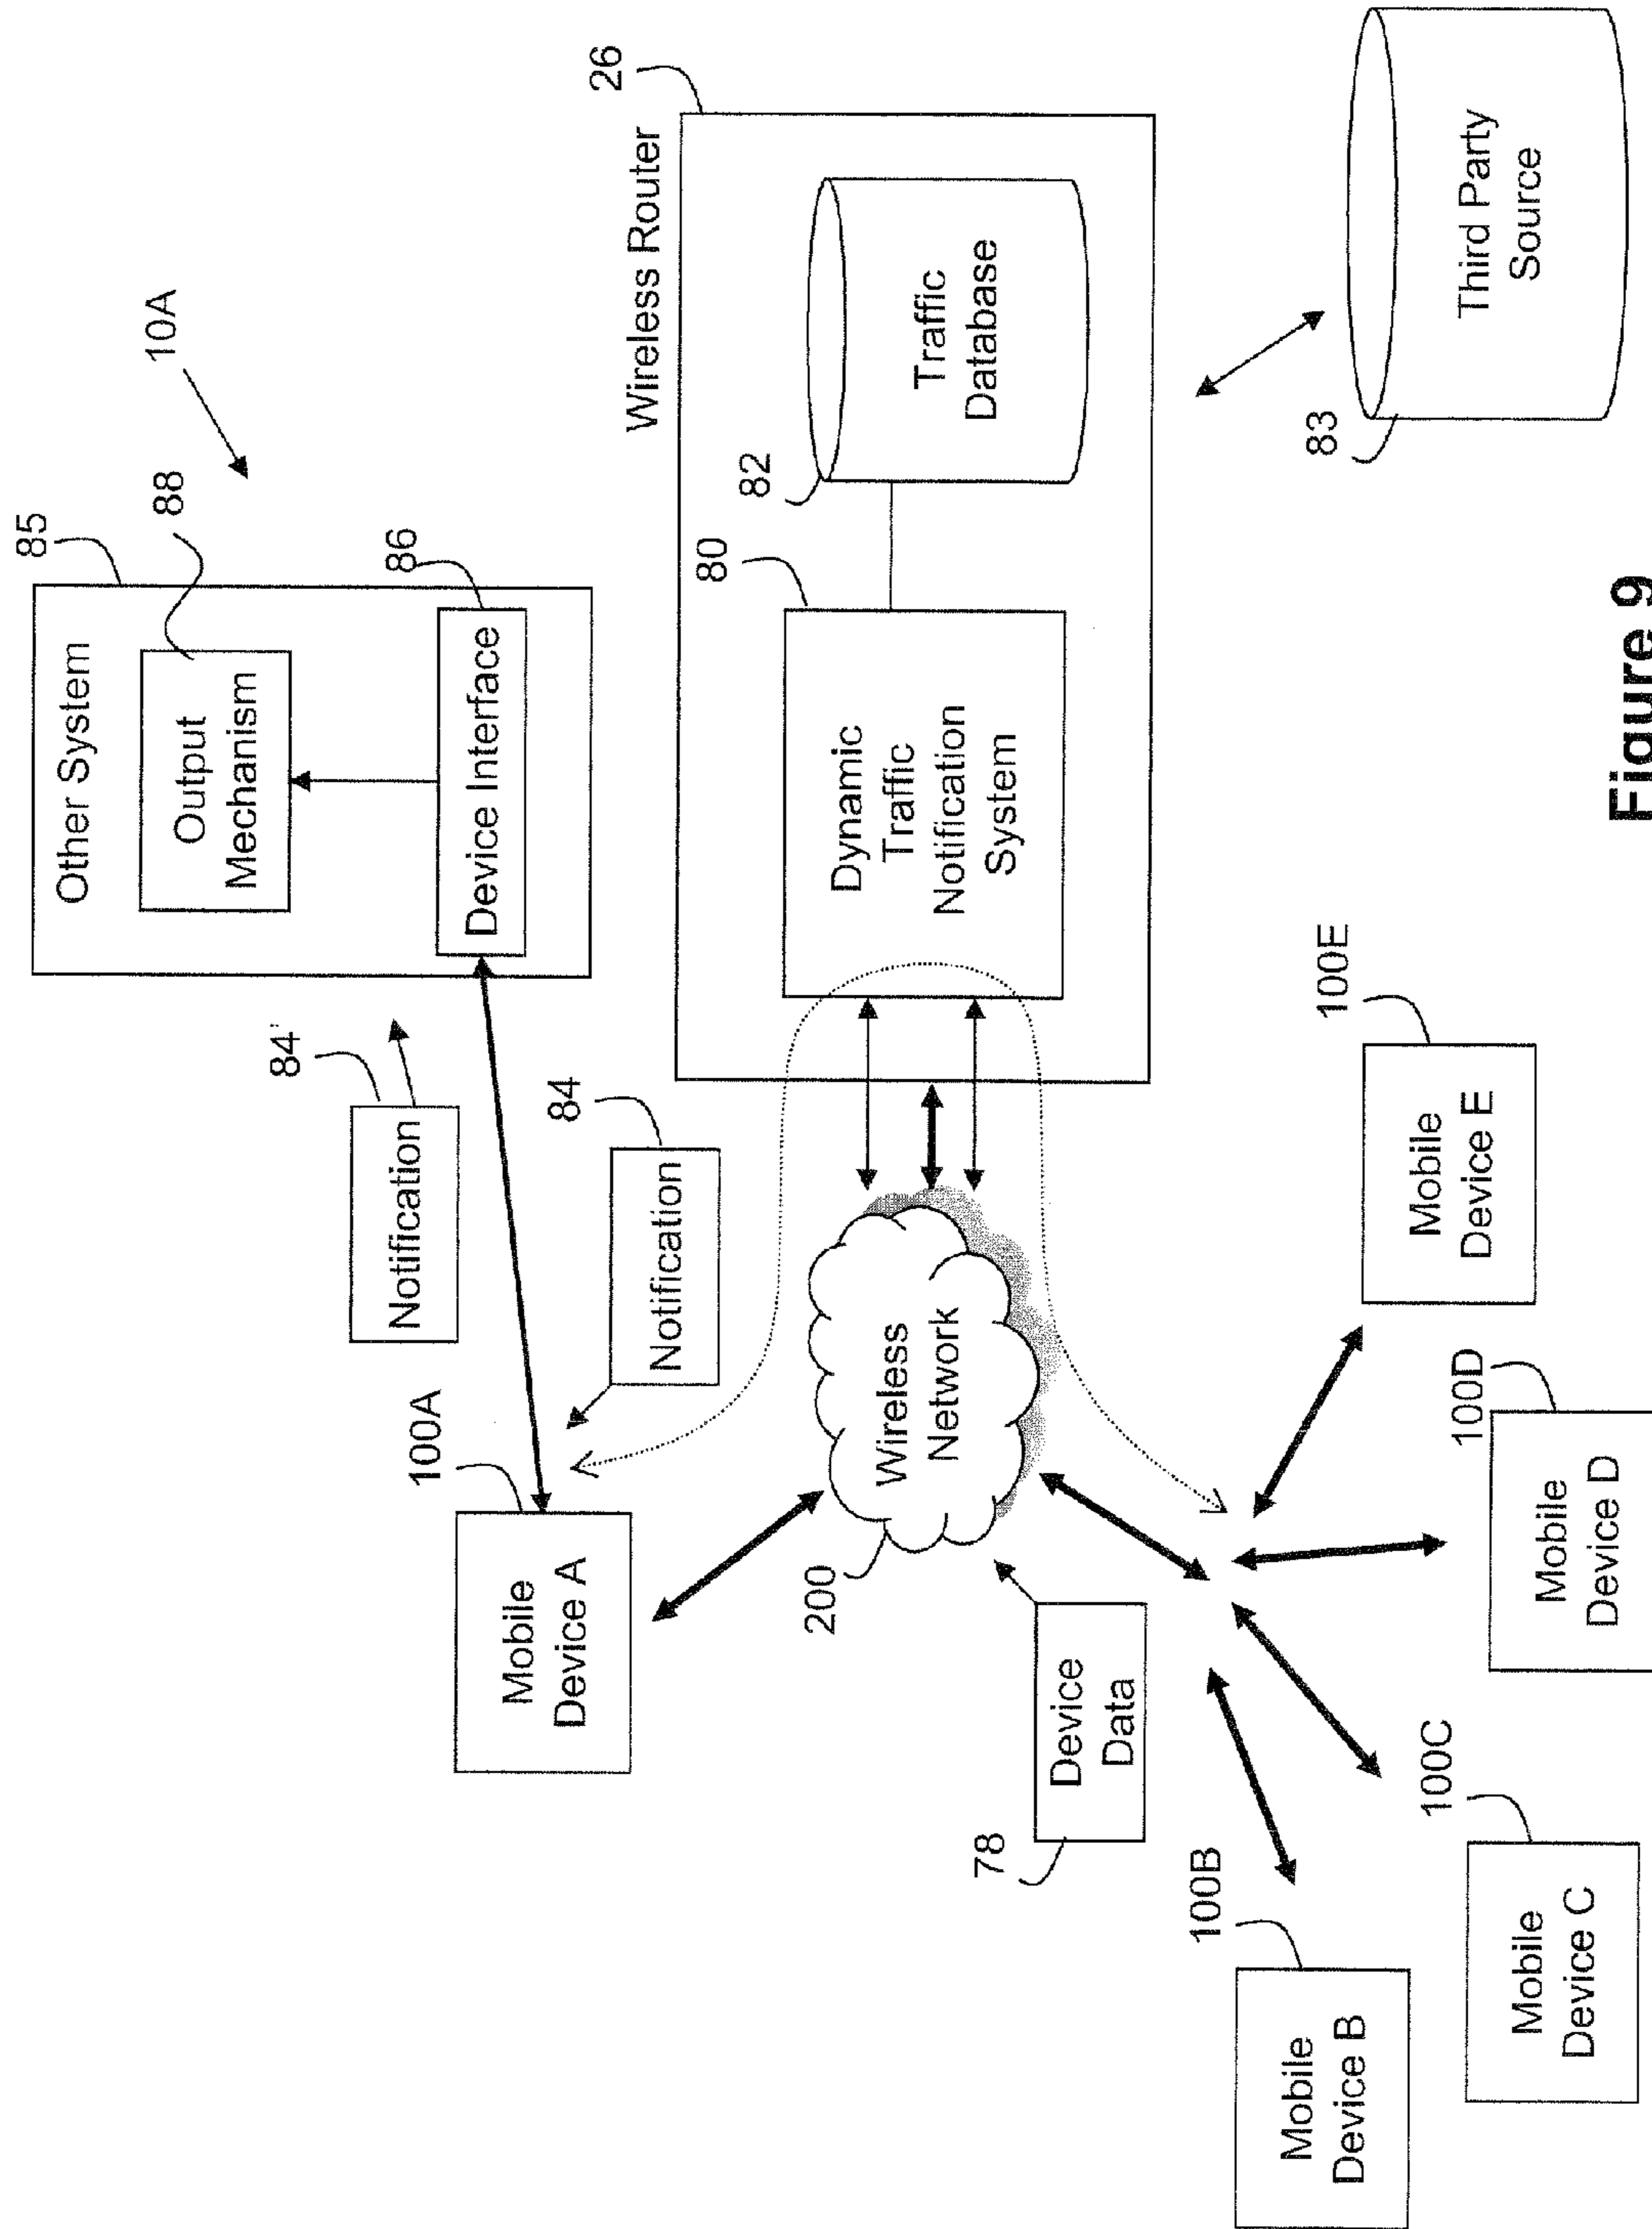 10A
85
Other System
88
Output
Mechanism
86
Device Interface
84'
Notification
84
Notification
100A
Mobile
Device A
Wireless Router
26
80
Dynamic
Traffic
Notification
System
82
Traffic
Database
83
Third Party
Source
200
Wireless
Network
78
Device
Data
100B
Mobile
Device B
100C
Mobile
Device C
100D
Mobile
Device D
100E
Mobile
Device E
Figure 9